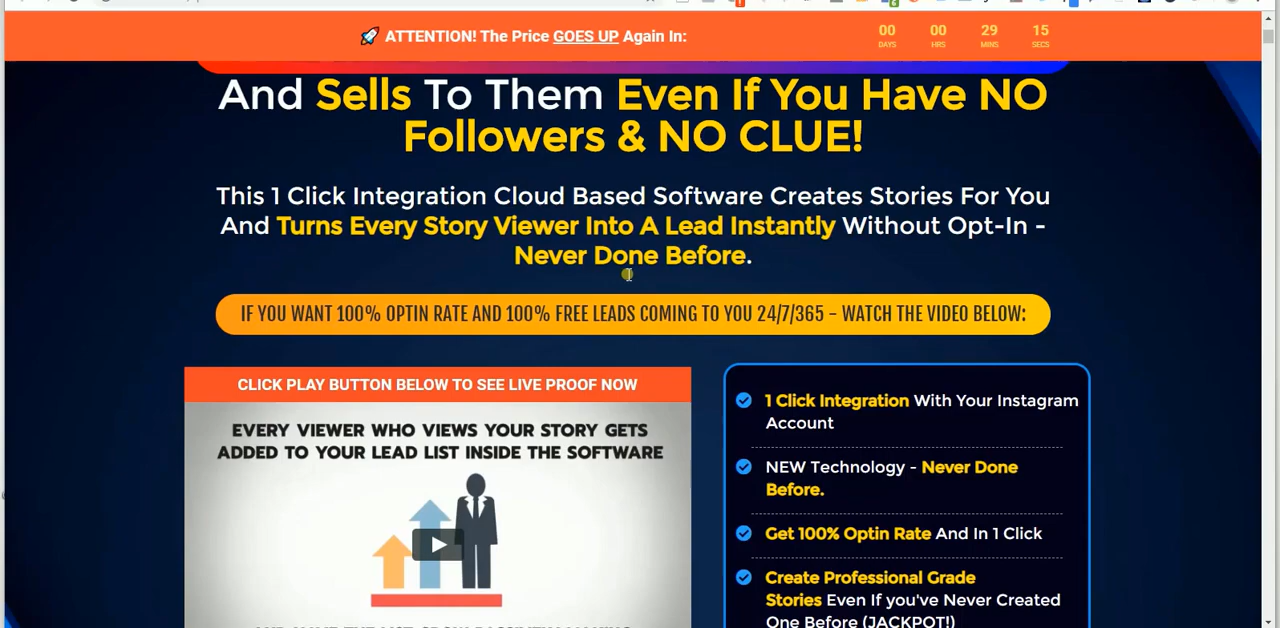 ATTENTION! The Price GOES UP Again In:
00 00 29 15
DAYS HRS MINS SECS
And Sells To Them Even If You Have NO
Followers & NO CLUE!
This 1 Click Integration Cloud Based Software Creates Stories For You
And Turns Every Story Viewer Into A Lead Instantly Without Opt-In -
Never Done Before.
IF YOU WANT 100% OPTIN RATE AND 100% FREE LEADS COMING TO YOU 24/7/365 - WATCH THE VIDEO BELOW:
CLICK PLAY BUTTON BELOW TO SEE LIVE PROOF NOW
EVERY VIEWER WHO VIEWS YOUR STORY GETS
ADDED TO YOUR LEAD LIST INSIDE THE SOFTWARE
1 Click Integration With Your Instagram
Account
NEW Technology - Never Done
Before.
Get 100% Optin Rate And In 1 Click
Create Professional Grade
Stories Even If you've Never Created
One Before (JACKPOT!)